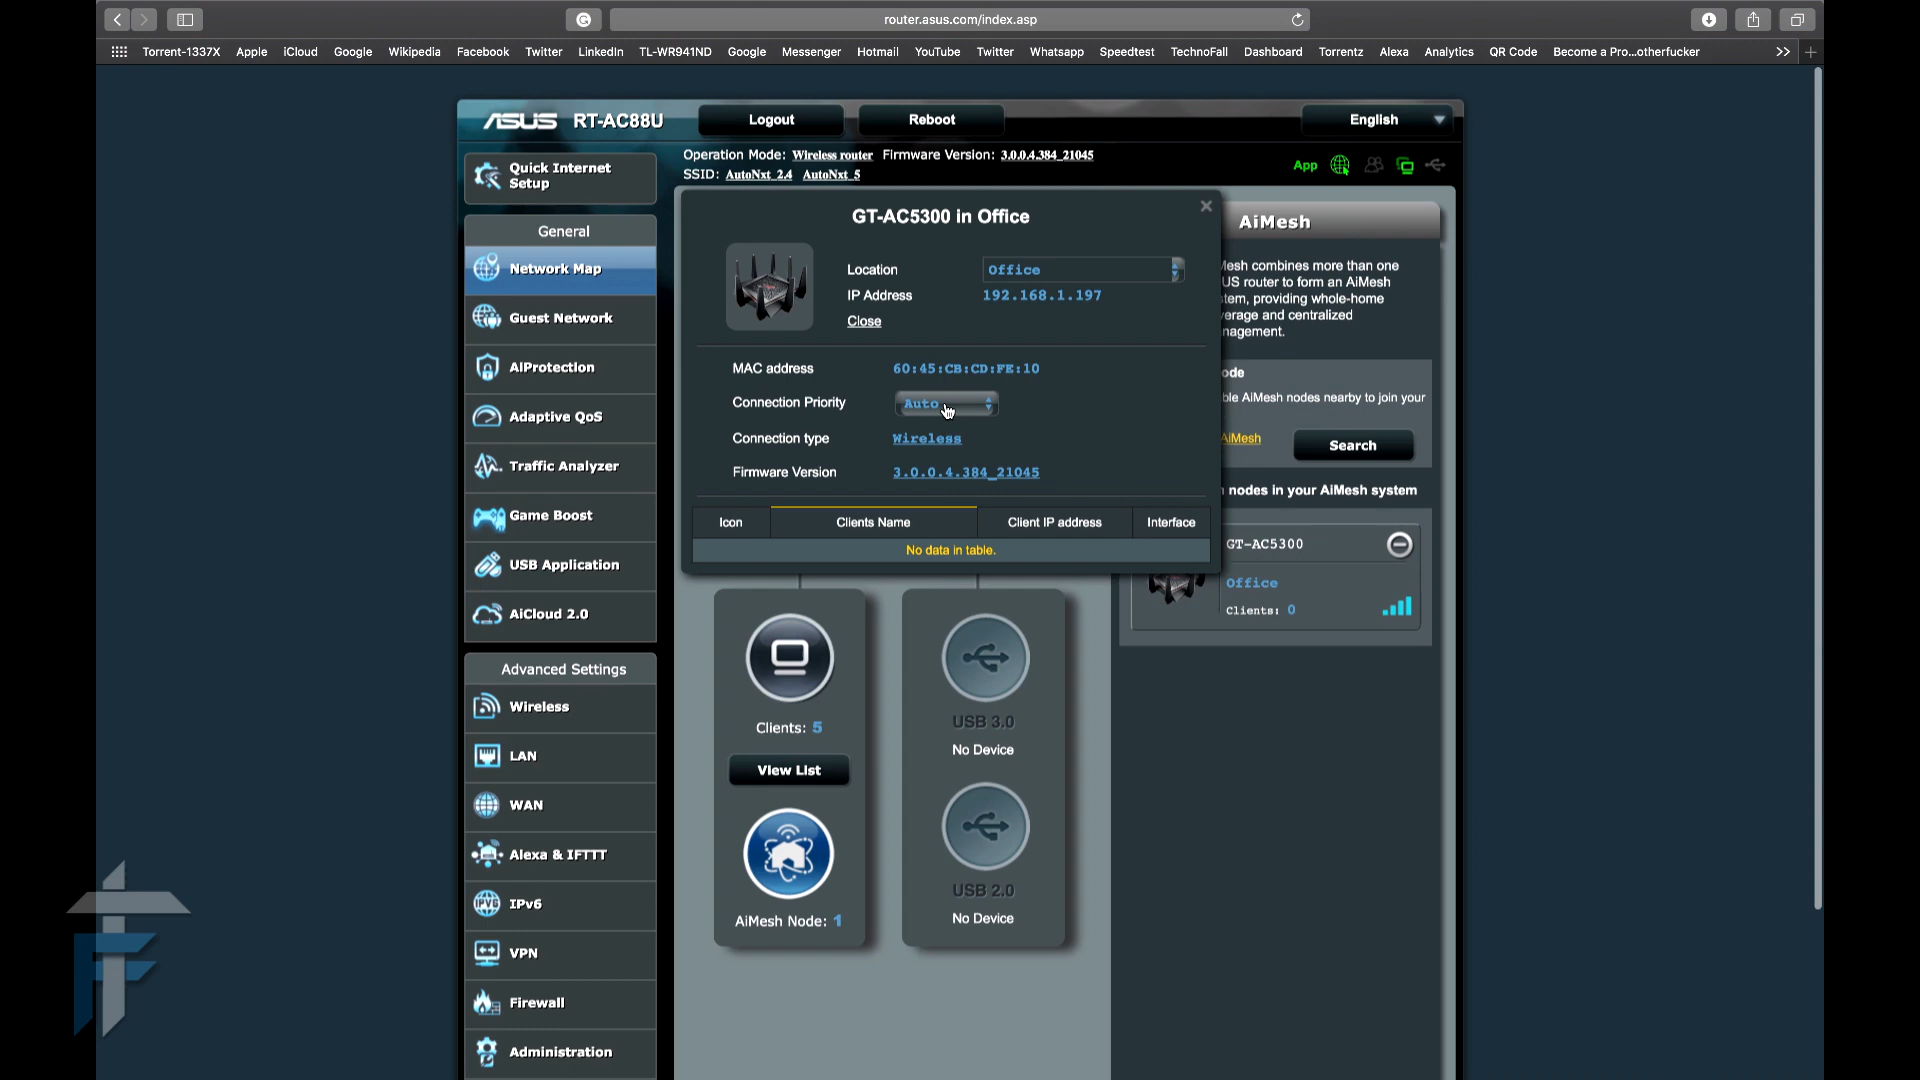 router.asus.com/index.asp
Torrent-1337X Apple iCloud Google Wikipedia Facebook Twitter LinkedIn TL-WR941ND Google Messenger Hotmail YouTube Twitter Whatsapp Speedtest TechnoFall Dashboard Torrentz Alexa Analytics QR Code Become a Pro...otherfucker
ASUS RT-AC88U Logout Reboot English
Operation Mode: Wireless router Firmware Version: 3.0.0.4.384_21045
SSID: AutoNxt_2.4 AutoNxt_5
App
Quick Internet
Setup
General
Network Map
Guest Network
AiProtection
Adaptive QoS
Traffic Analyzer
Game Boost
USB Application
AiCloud 2.0
Advanced Settings
Wireless
LAN
WAN
Alexa & IFTTT
IPv6
VPN
Firewall
Administration
GT-AC5300 in Office
Location Office
IP Address 192.168.1.197
Close
MAC address 60:45:CB:CD:FE:10
Connection Priority Auto
Connection type Wireless
Firmware Version 3.0.0.4.384_21045
Icon Clients Name Client IP address Interface
No data in table.
Clients: 5
View List
AiMesh Node: 1
USB 3.0
No Device
USB 2.0
No Device
AiMesh
Mesh combines more than one
US router to form an AiMesh
tem, providing whole-home
verage and centralized
nagement.
ode
ble AiMesh nodes nearby to join your
AiMesh
Search
nodes in your AiMesh system
GT-AC5300
Office
Clients: 0